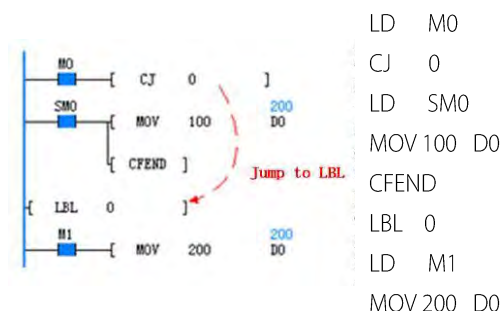 M0
CJ 0 ]
SM0
200
MOV 100 D0
CFEND ]
Jump to LBL
LBL 0 ]
M1
200
MOV 200 D0
LD M0
CJ 0
LD SM0
MOV 100 D0
CFEND
LBL 0
LD M1
MOV 200 D0